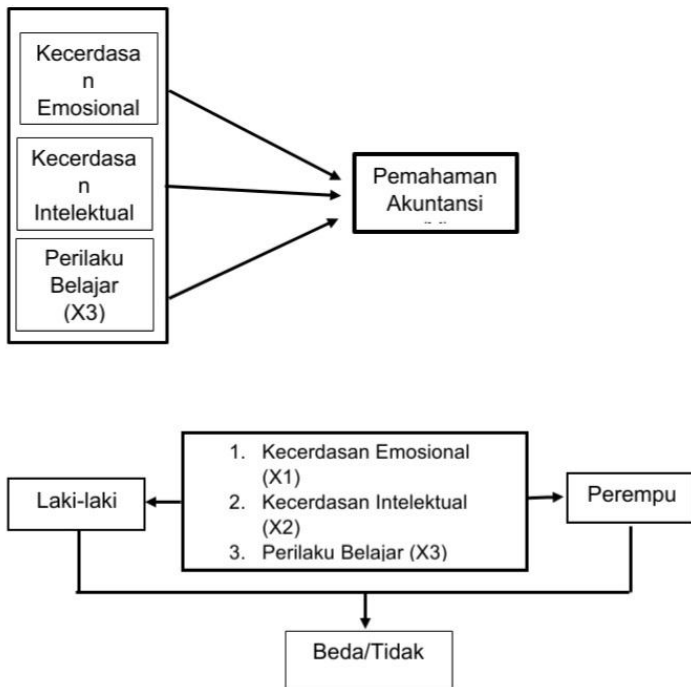 Kecerdasa
n
Emosional
Kecerdasa
n
Intelektual
Perilaku
Belajar
(X3)
Pemahaman
Akuntansi
1. Kecerdasan Emosional
(X1)
2. Kecerdasan Intelektual
(X2)
3. Perilaku Belajar (X3)
Laki-laki
Perempu
Beda/Tidak